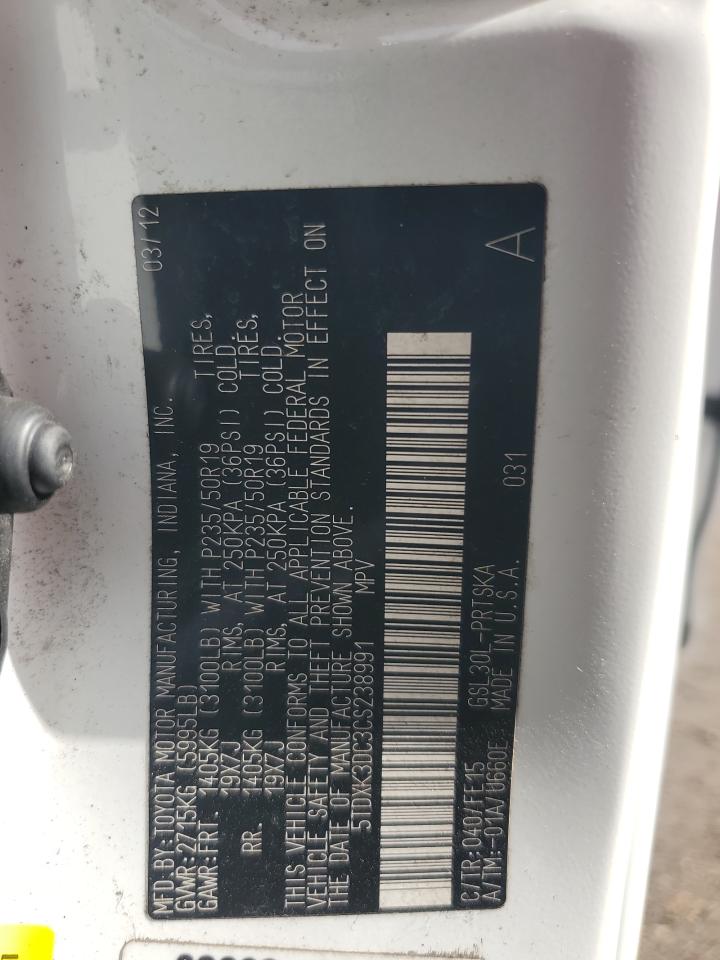 MFD.BY:TOYOTA MOTOR MANUFACTURING, INDIANA, INC. 03/12
GVWR:2715KG (5995LB)
GAWR:FRT. 1405KG (3100LB) WITH P235/50R19 TIRES,
19X7J RIMS, AT 250KPA (36PSI) COLD.
RR. 1405KG (3100LB) WITH P235/50R19 TIRES,
19X7J RIMS, AT 250KPA (36PSI) COLD.
THIS VEHICLE CONFORMS TO ALL APPLICABLE FEDERAL MOTOR
VEHICLE SAFETY AND THEFT PREVENTION STANDARDS IN EFFECT ON
THE DATE OF MANUFACTURE SHOWN ABOVE.
5TDYK3DC3CS238991 MPV
C/TR:040/FE15 GSL30L-PRTSKA 031 A
A/TM:-01A/U660E MADE IN U.S.A.